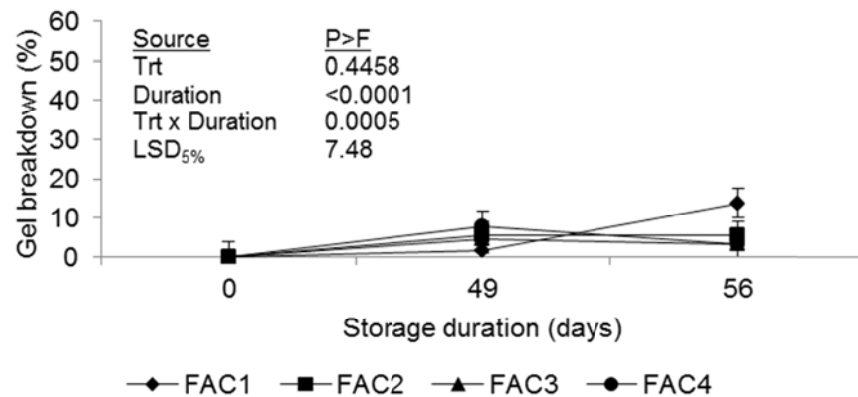 Gel breakdown (%)
60
50
40
30
20
10
0
Source P>F
Trt 0.4458
Duration <0.0001
Trt x Duration 0.0005
LSD5% 7.48
0 49 56
Storage duration (days)
FAC1 FAC2 FAC3 FAC4